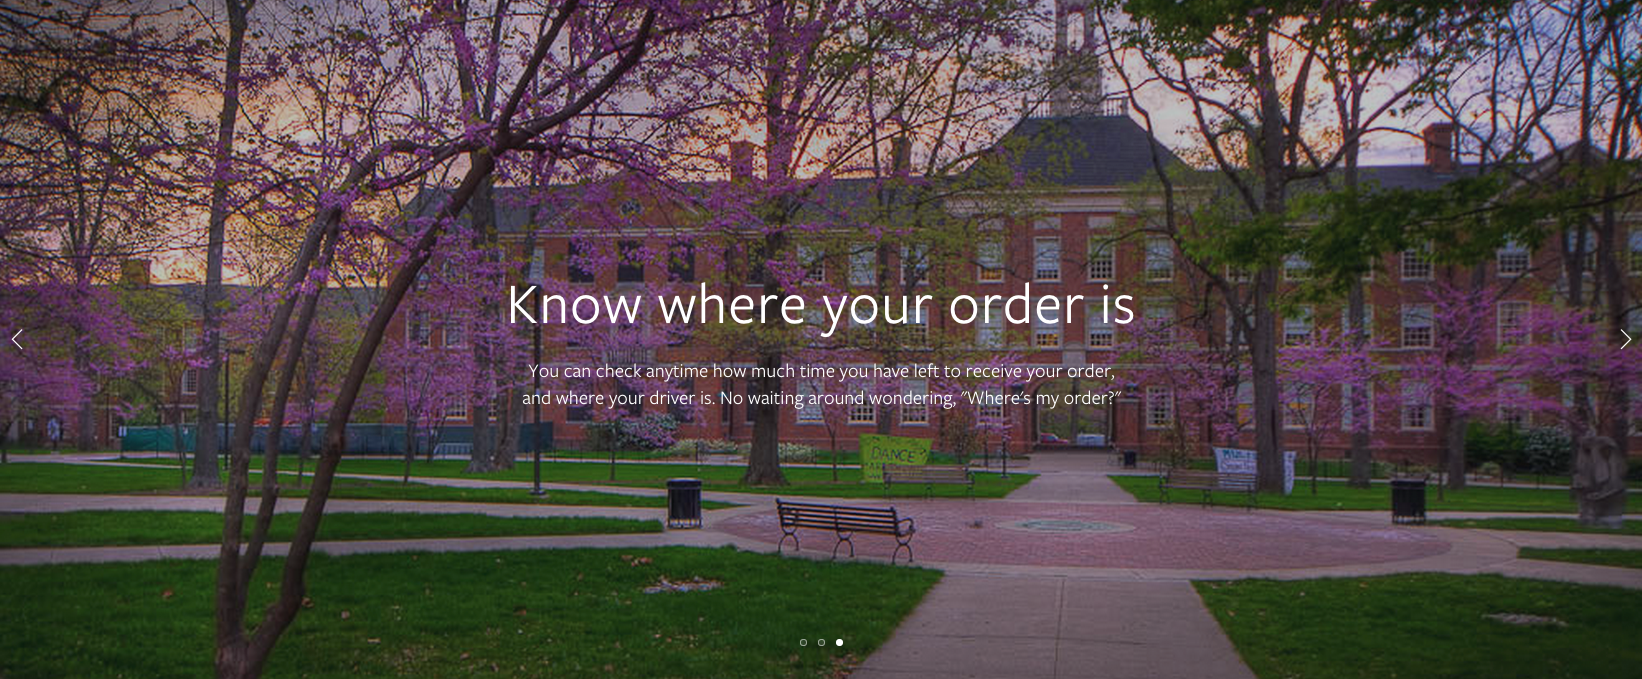 Know where your order is
You can check anytime how much time you have left to receive your order,
and where your driver is. No waiting around wondering, "Where's my order?"
DANCE